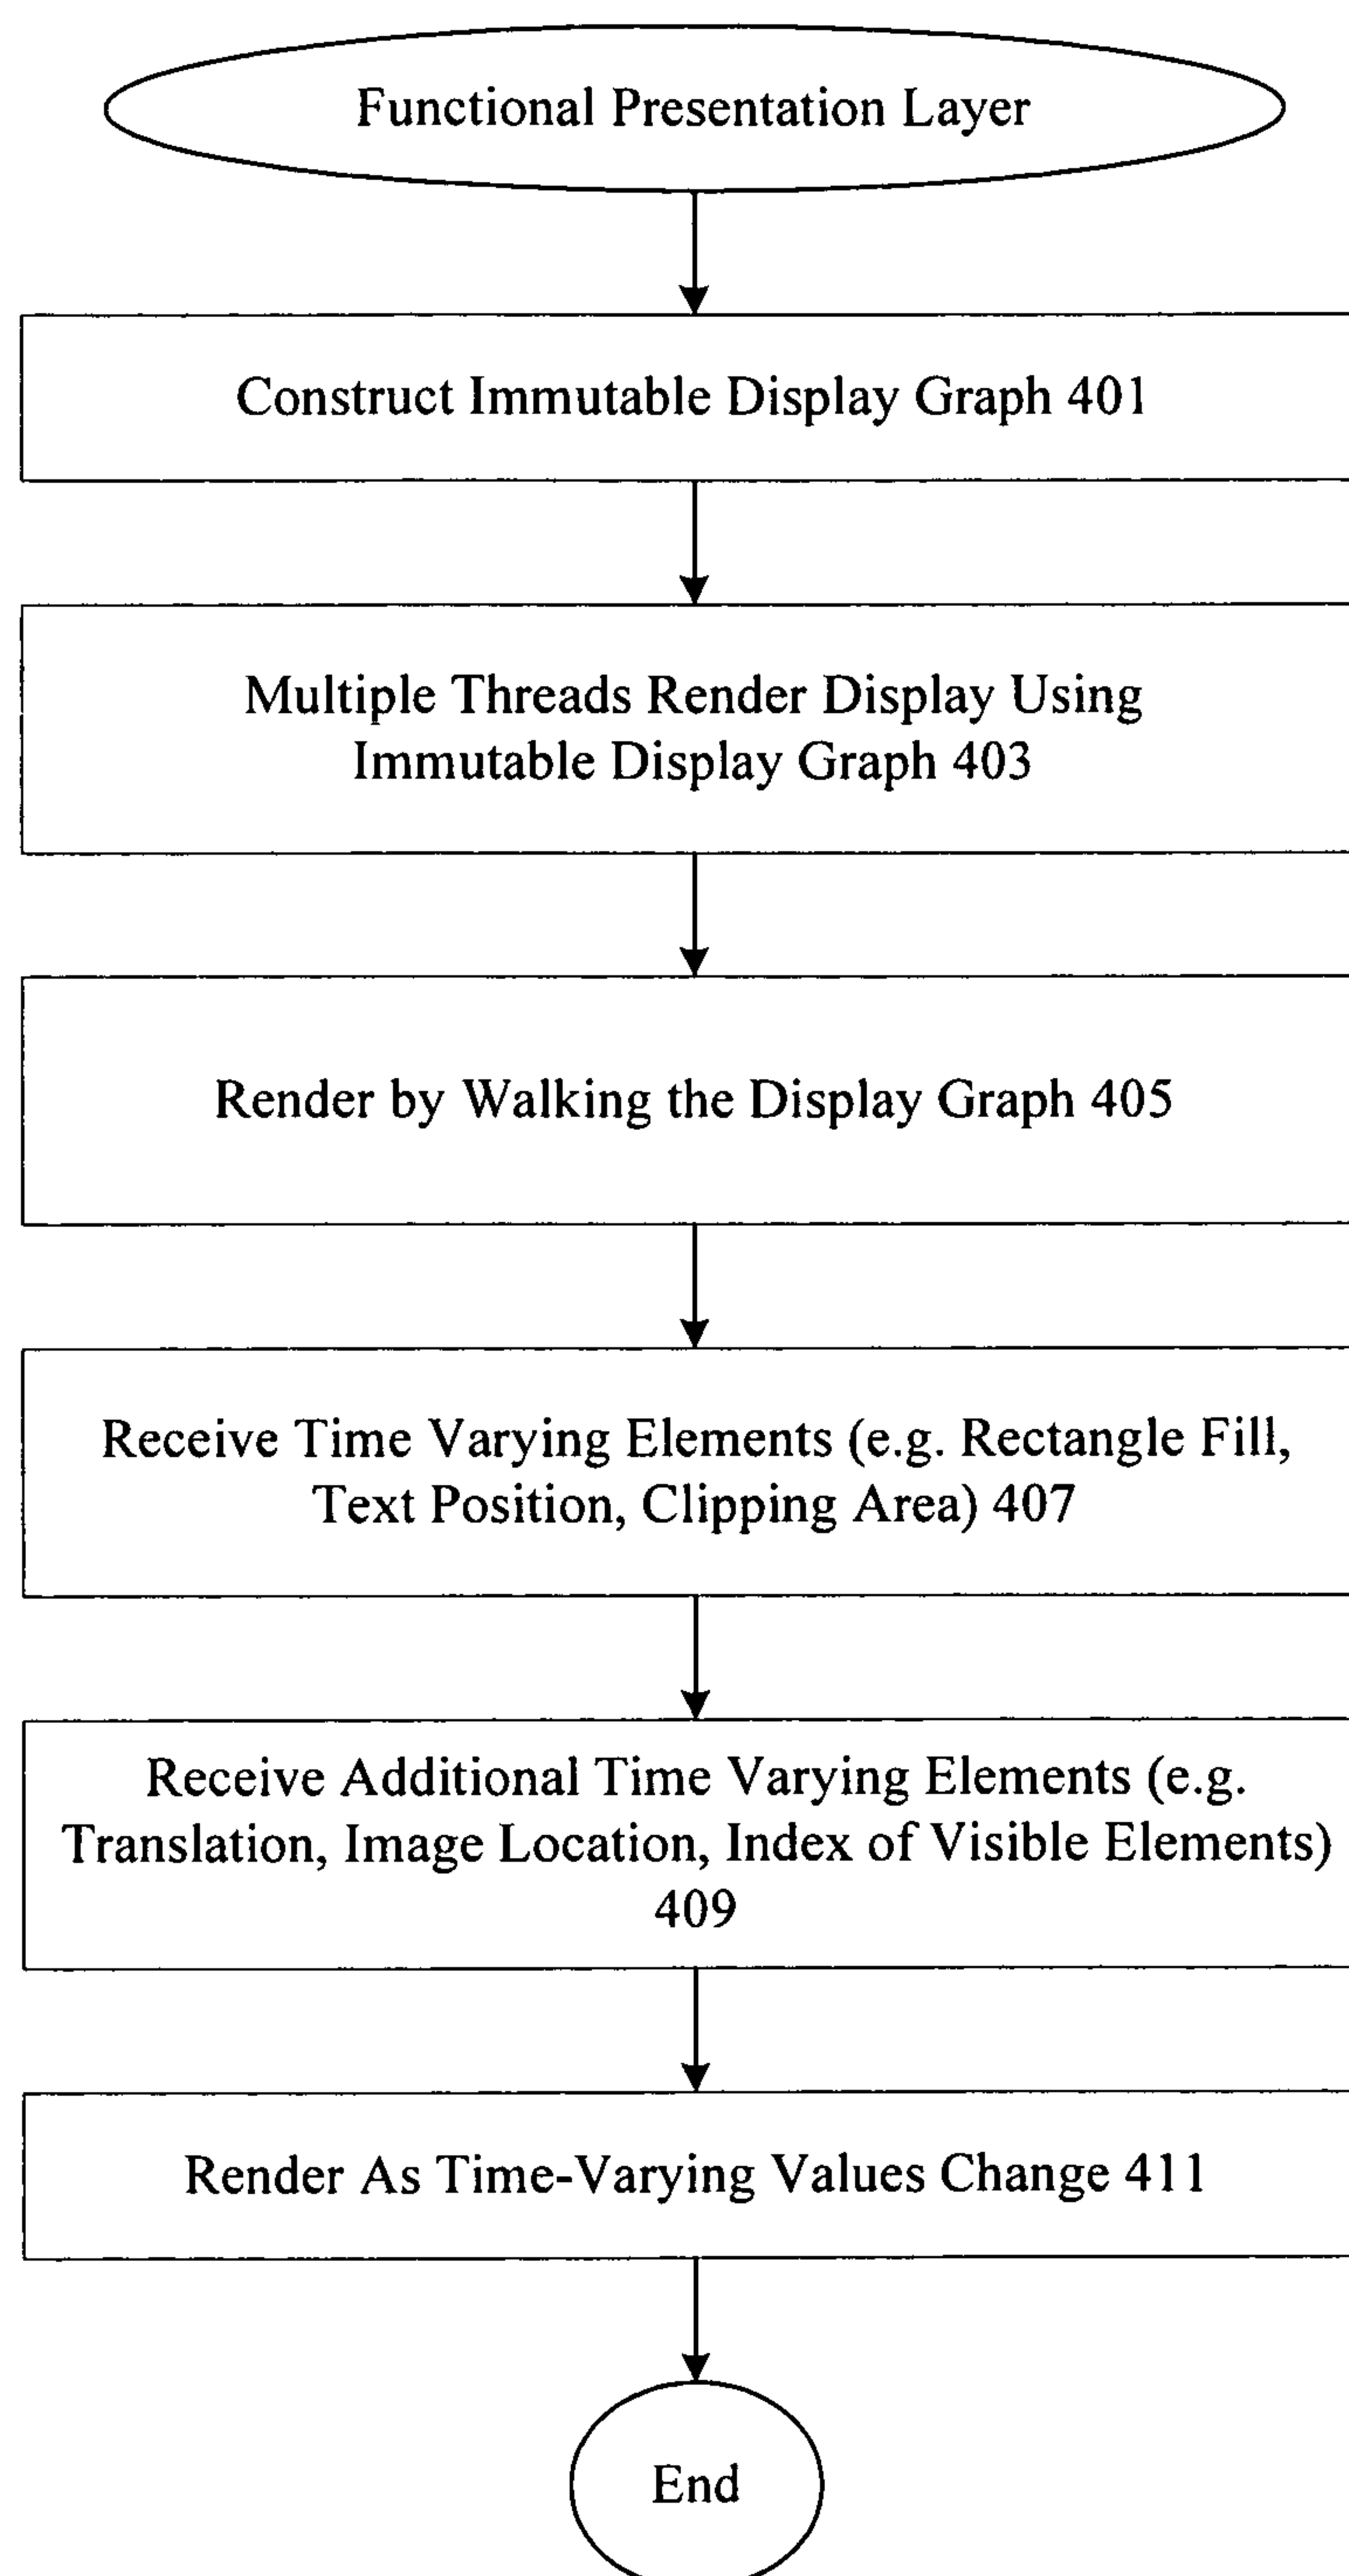 Functional Presentation Layer
Construct Immutable Display Graph 401
Multiple Threads Render Display Using
Immutable Display Graph 403
Render by Walking the Display Graph 405
Receive Time Varying Elements (e.g. Rectangle Fill,
Text Position, Clipping Area) 407
Receive Additional Time Varying Elements (e.g.
Translation, Image Location, Index of Visible Elements)
409
Render As Time-Varying Values Change 411
End